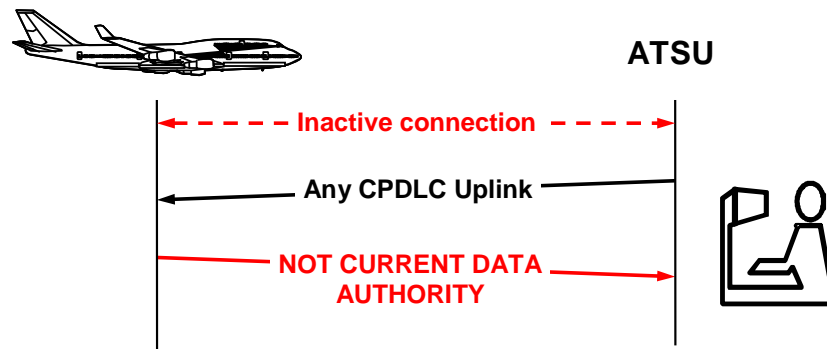 ATSU
Inactive connection
Any CPDLC Uplink
NOT CURRENT DATA
AUTHORITY